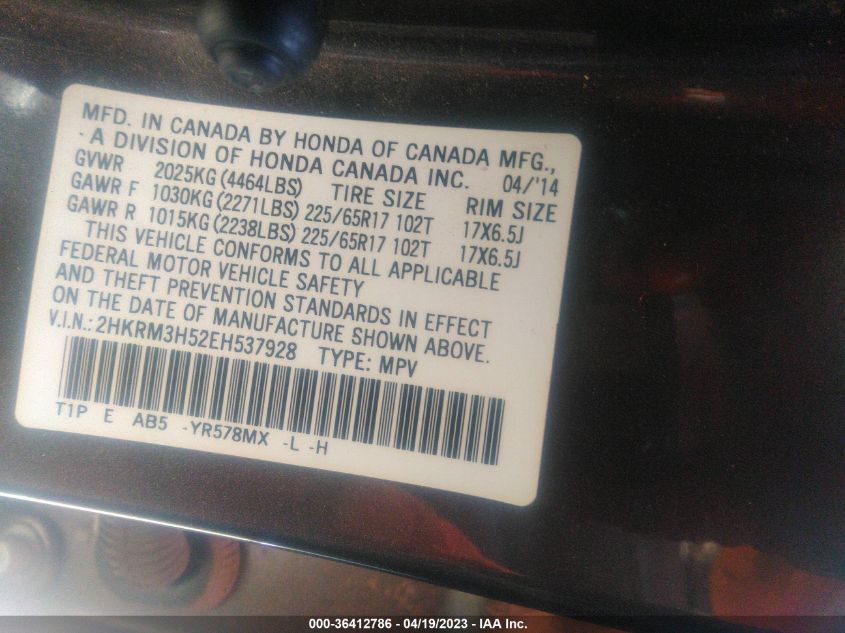 MFD. IN CANADA BY HONDA OF CANADA MFG.,
A DIVISION OF HONDA CANADA INC. 04/'14
GVWR 2025KG (4464LBS) TIRE SIZE RIM SIZE
GAWR F 1030KG (2271LBS) 225/65R17 102T 17X6.5J
GAWR R 1015KG (2238LBS) 225/65R17 102T 17X6.5J
THIS VEHICLE CONFORMS TO ALL APPLICABLE
FEDERAL MOTOR VEHICLE SAFETY
AND THEFT PREVENTION STANDARDS IN EFFECT
ON THE DATE OF MANUFACTURE SHOWN ABOVE.
V.I.N.: 2HKRM3H52EH537928 TYPE: MPV
T1P E AB5 -YR578MX -L -H
000-36412786 - 04/19/2023 - IAA Inc.